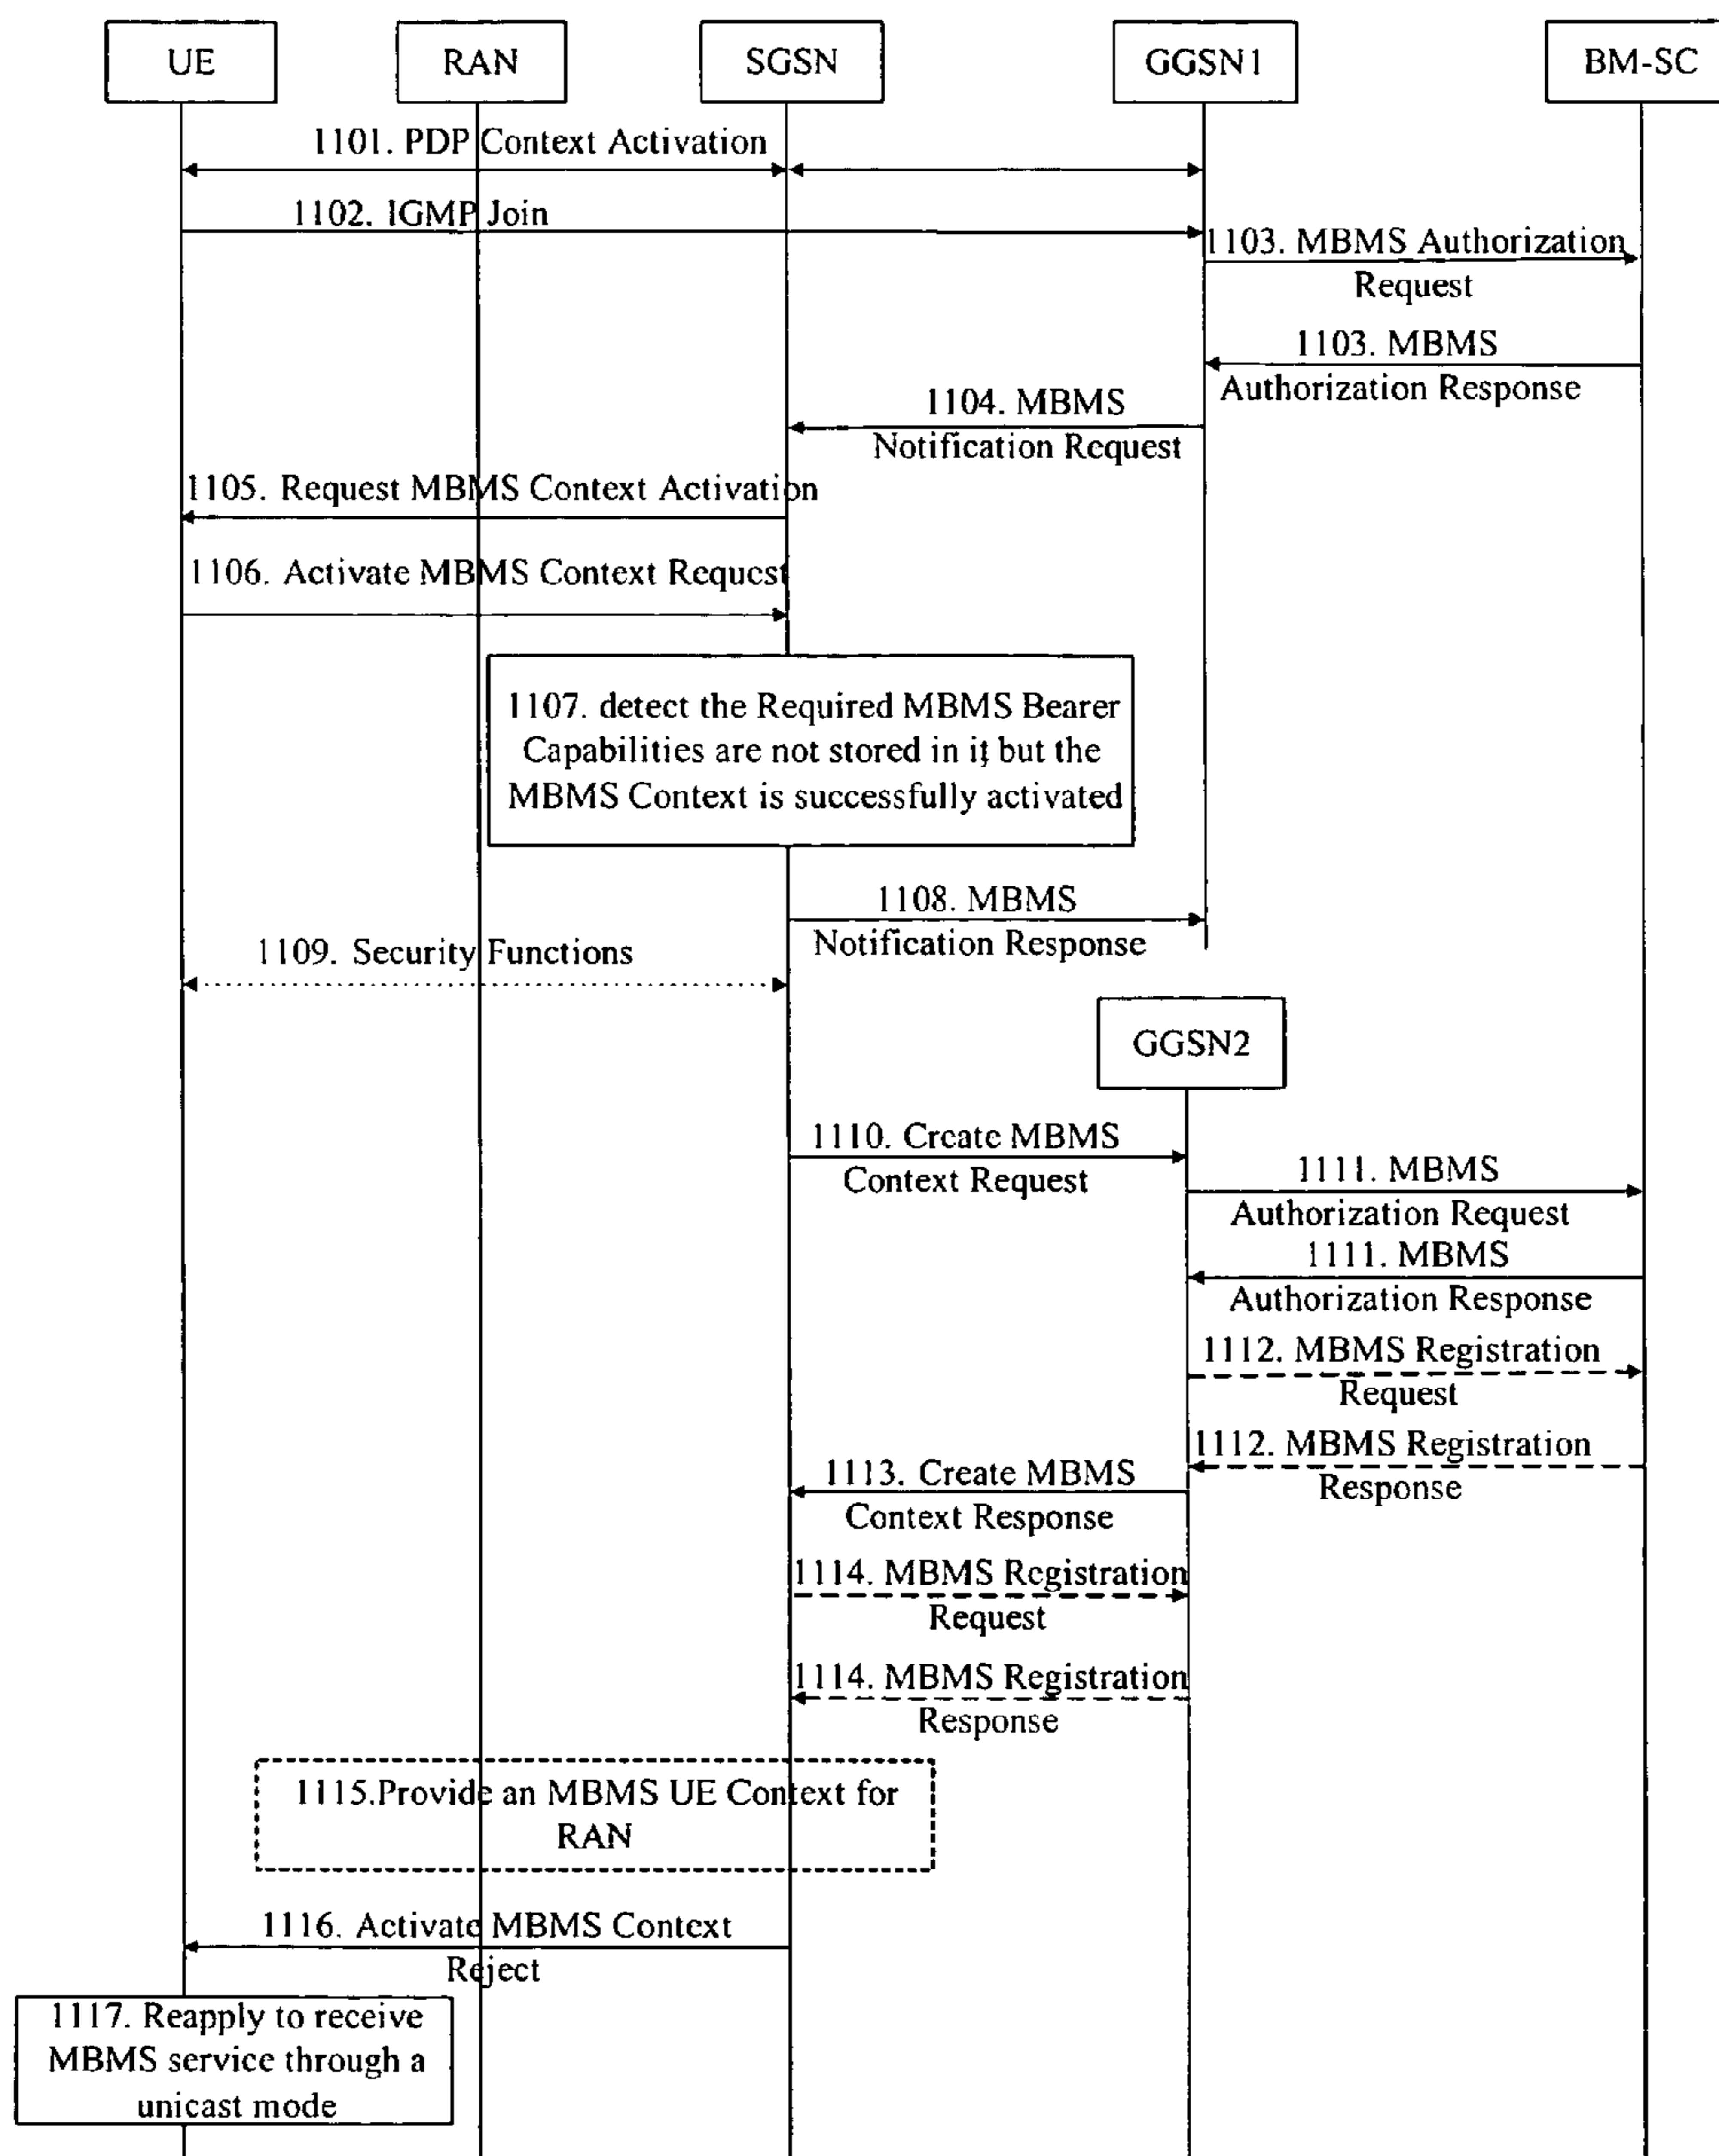 UE
RAN
SGSN
GGSN1
BM-SC
1101. PDP Context Activation
1102. IGMP Join
1103. MBMS Authorization
Request
1103. MBMS
Authorization Response
1104. MBMS
Notification Request
1105. Request MBMS Context Activation
1106. Activate MBMS Context Request
1107. detect the Required MBMS Bearer
Capabilities are not stored in it, but the
MBMS Context is successfully activated
1108. MBMS
Notification Response
1109. Security Functions
GGSN2
1110. Create MBMS
Context Request
1111. MBMS
Authorization Request
1111. MBMS
Authorization Response
1112. MBMS Registration
Request
1112. MBMS Registration
Response
1113. Create MBMS
Context Response
1114. MBMS Registration
Request
1114. MBMS Registration
Response
1115.Provide an MBMS UE Context for
RAN
1116. Activate MBMS Context
Reject
1117. Reapply to receive
MBMS service through a
unicast mode